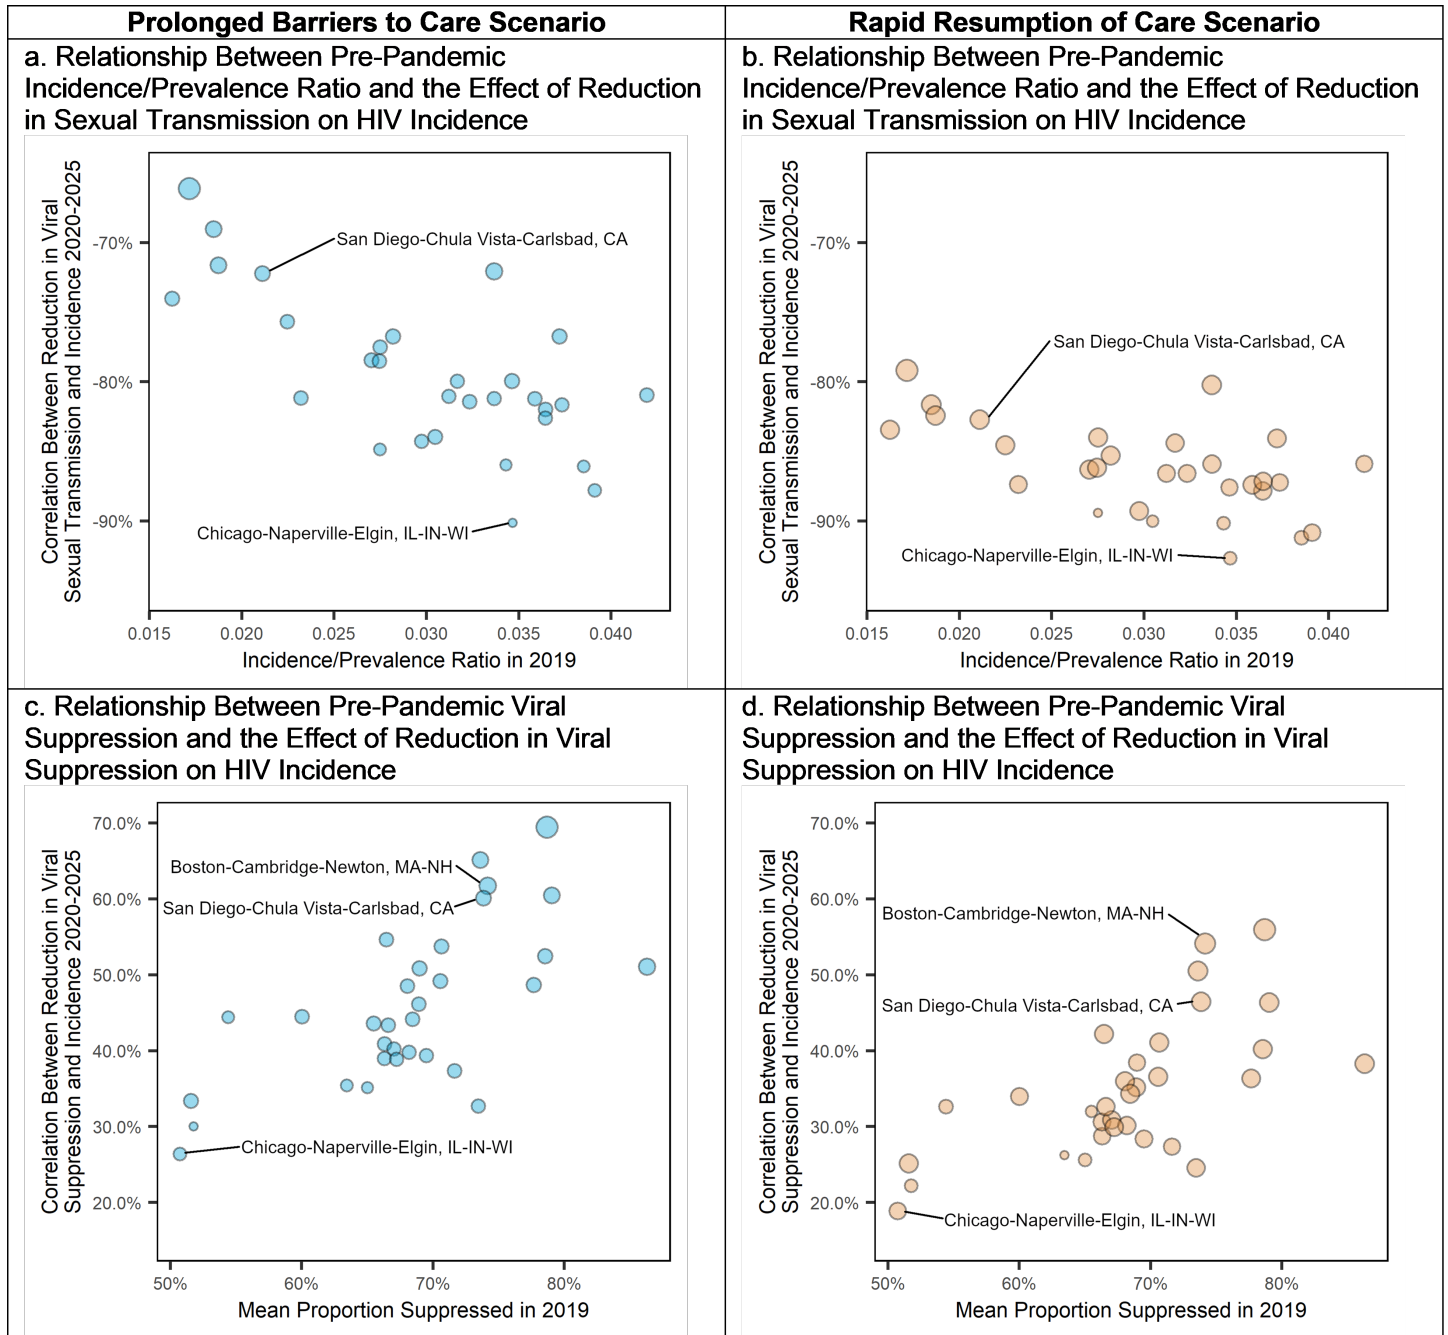 Prolonged Barriers to Care Scenario
Rapid Resumption of Care Scenario
a. Relationship Between Pre-Pandemic
Incidence/Prevalence Ratio and the Effect of Reduction
in Sexual Transmission on HIV Incidence
Correlation Between Reduction in Viral
Sexual Transmission and Incidence 2020-2025
-70%
-80%
-90%
San Diego-Chula Vista-Carlsbad, CA
Chicago-Naperville-Elgin, IL-IN-WI
0.015
0.020
0.025
0.030
0.035
0.040
Incidence/Prevalence Ratio in 2019
b. Relationship Between Pre-Pandemic
Incidence/Prevalence Ratio and the Effect of Reduction
in Sexual Transmission on HIV Incidence
Correlation Between Reduction in Viral
Sexual Transmission and Incidence 2020-2025
-70%
-80%
-90%
San Diego-Chula Vista-Carlsbad, CA
Chicago-Naperville-Elgin, IL-IN-WI
0.015
0.020
0.025
0.030
0.035
0.040
Incidence/Prevalence Ratio in 2019
c. Relationship Between Pre-Pandemic Viral
Suppression and the Effect of Reduction in Viral
Suppression on HIV Incidence
Correlation Between Reduction in Viral
Suppression and Incidence 2020-2025
70.0%
60.0%
50.0%
40.0%
30.0%
20.0%
Boston-Cambridge-Newton, MA-NH
San Diego-Chula Vista-Carlsbad, CA
Chicago-Naperville-Elgin, IL-IN-WI
50%
60%
70%
80%
Mean Proportion Suppressed in 2019
d. Relationship Between Pre-Pandemic Viral
Suppression and the Effect of Reduction in Viral
Suppression on HIV Incidence
Correlation Between Reduction in Viral
Suppression and Incidence 2020-2025
70.0%
60.0%
50.0%
40.0%
30.0%
20.0%
Boston-Cambridge-Newton, MA-NH
San Diego-Chula Vista-Carlsbad, CA
Chicago-Naperville-Elgin, IL-IN-WI
50%
60%
70%
80%
Mean Proportion Suppressed in 2019